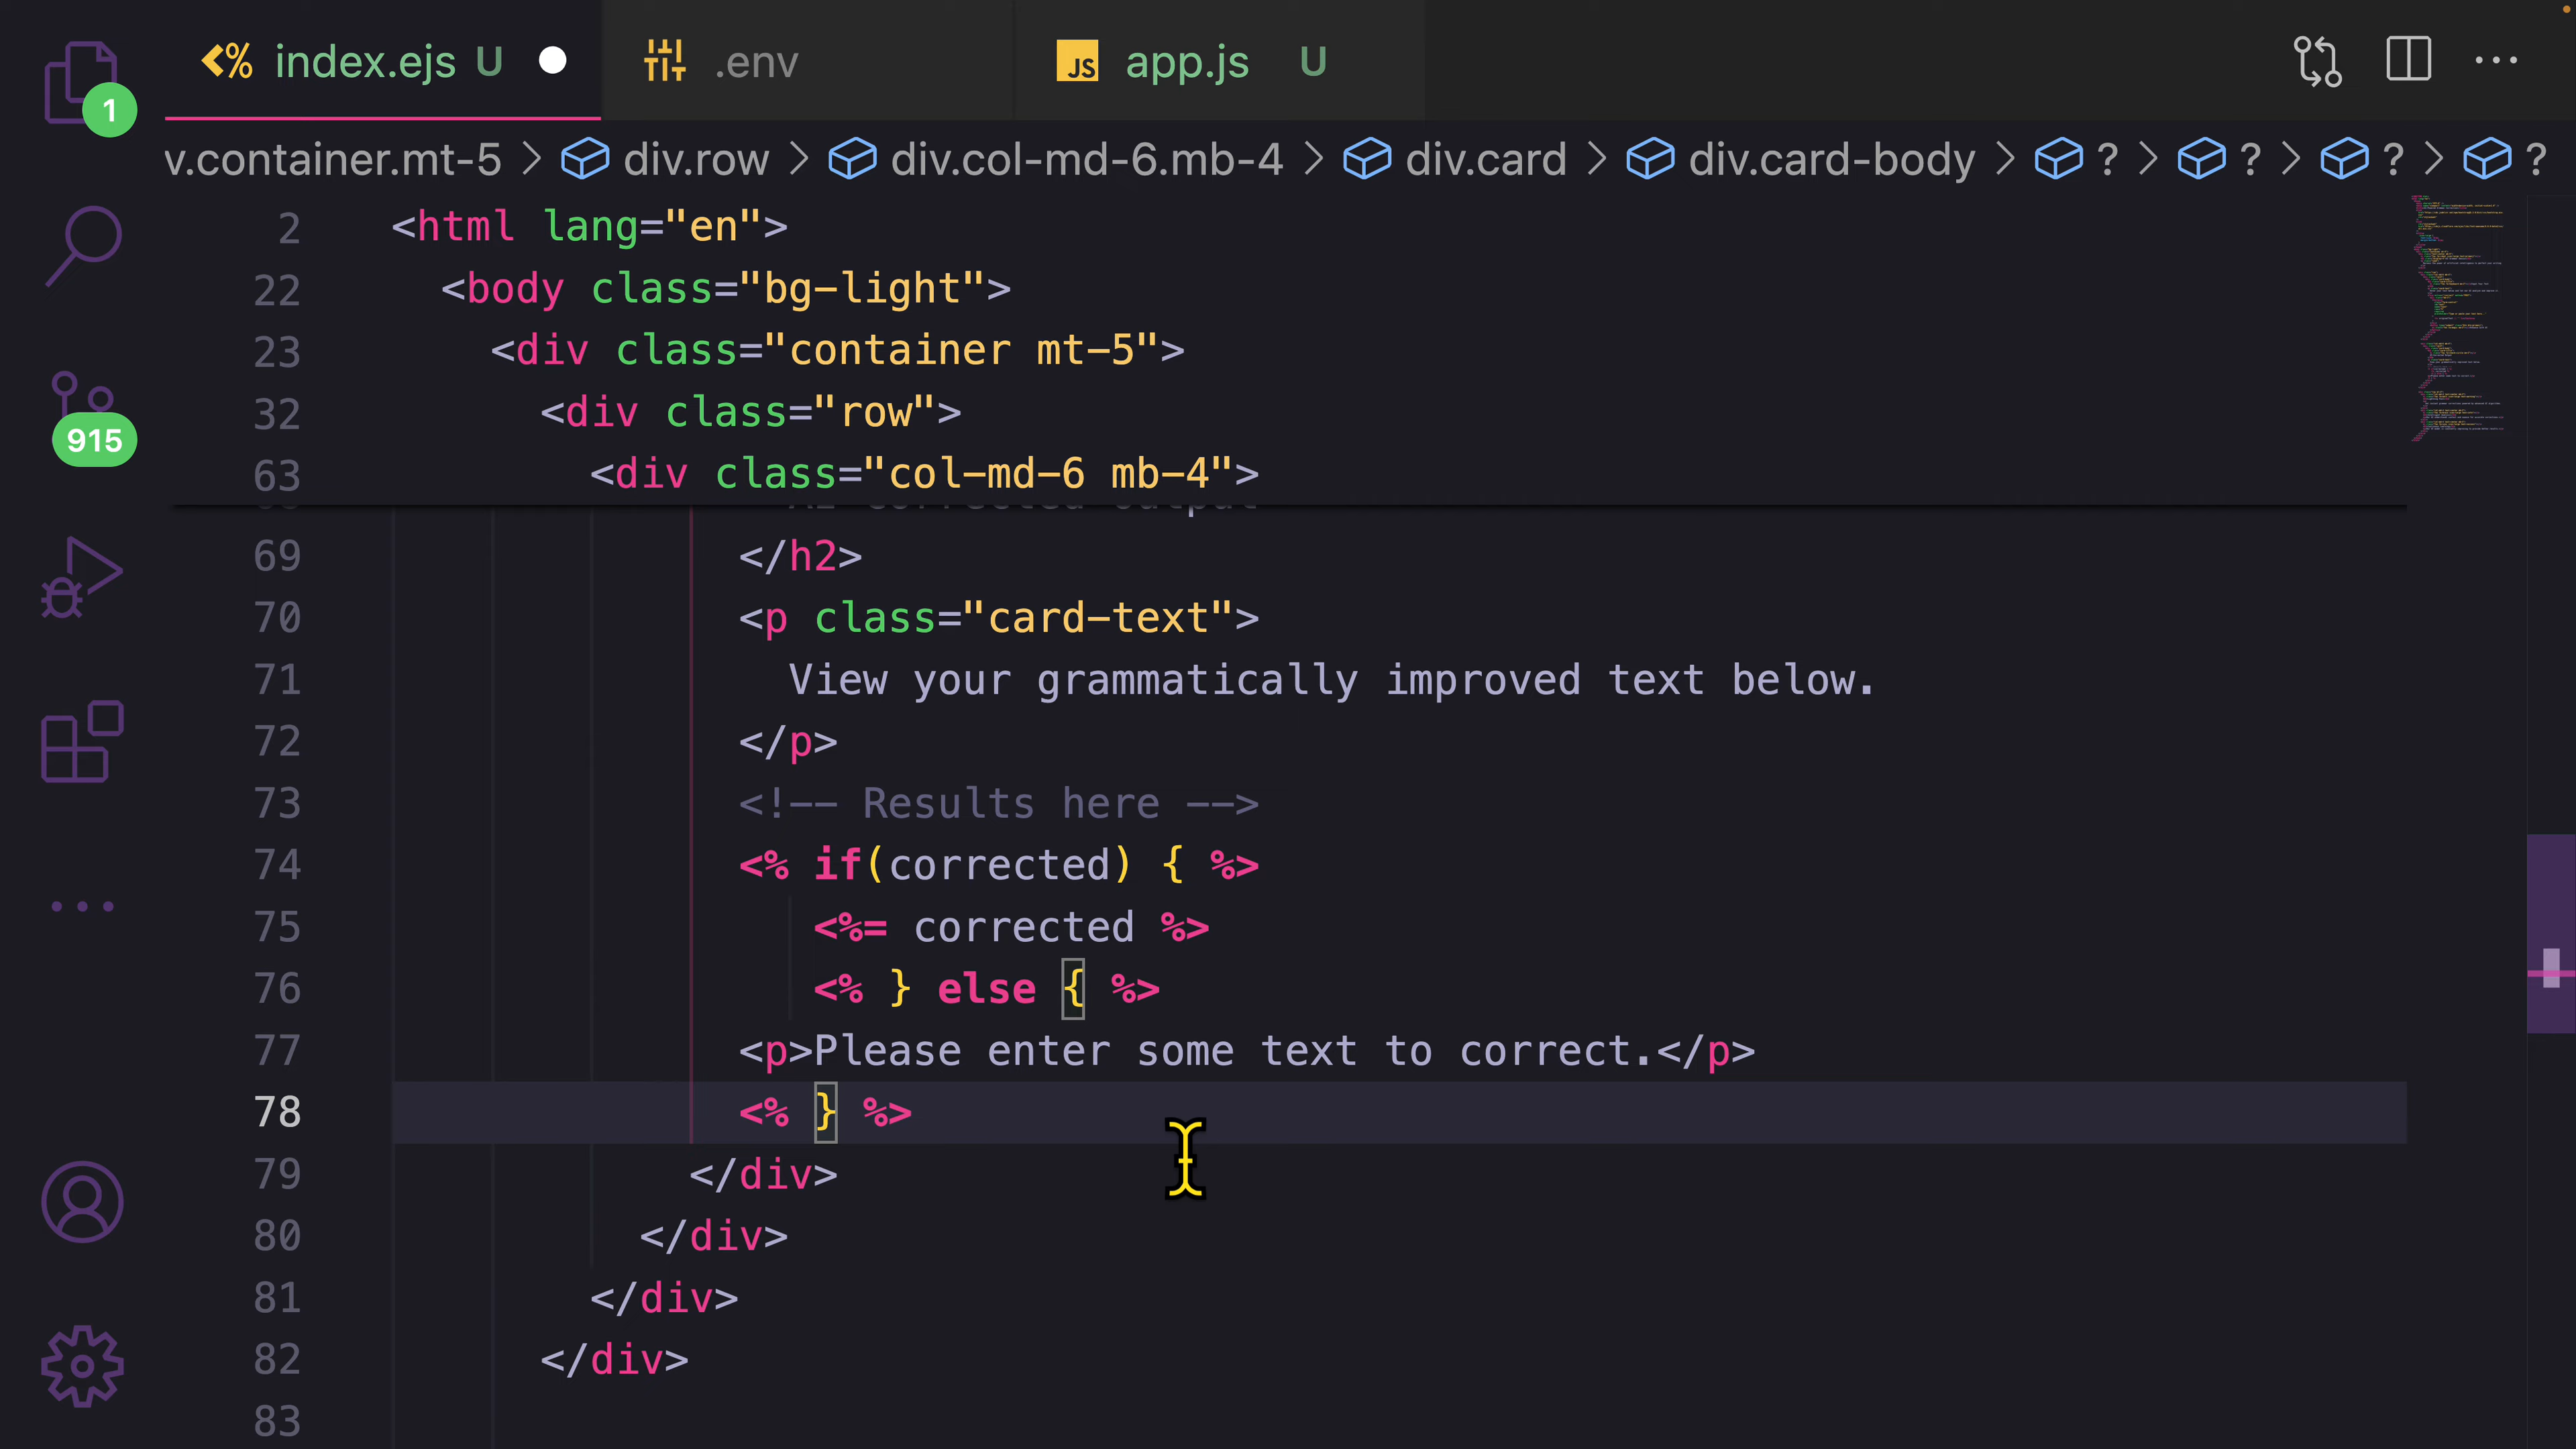 index.ejs U
.env
JS app.js U
1
v.container.mt-5 > div.row > div.col-md-6.mb-4 > div.card > div.card-body > ? > ? > ? > ?
2 <html lang="en">
22 <body class="bg-light">
23 <div class="container mt-5">
32 <div class="row">
915
63 <div class="col-md-6 mb-4">
69 </h2>
70 <p class="card-text">
71 View your grammatically improved text below.
72 </p>
73 <!-- Results here -->
74 <% if(corrected) { %>
75 <%= corrected %>
76 <% } else { %>
77 <p>Please enter some text to correct.</p>
78 <% } %>
79 </div>
80 </div>
81 </div>
82 </div>
83